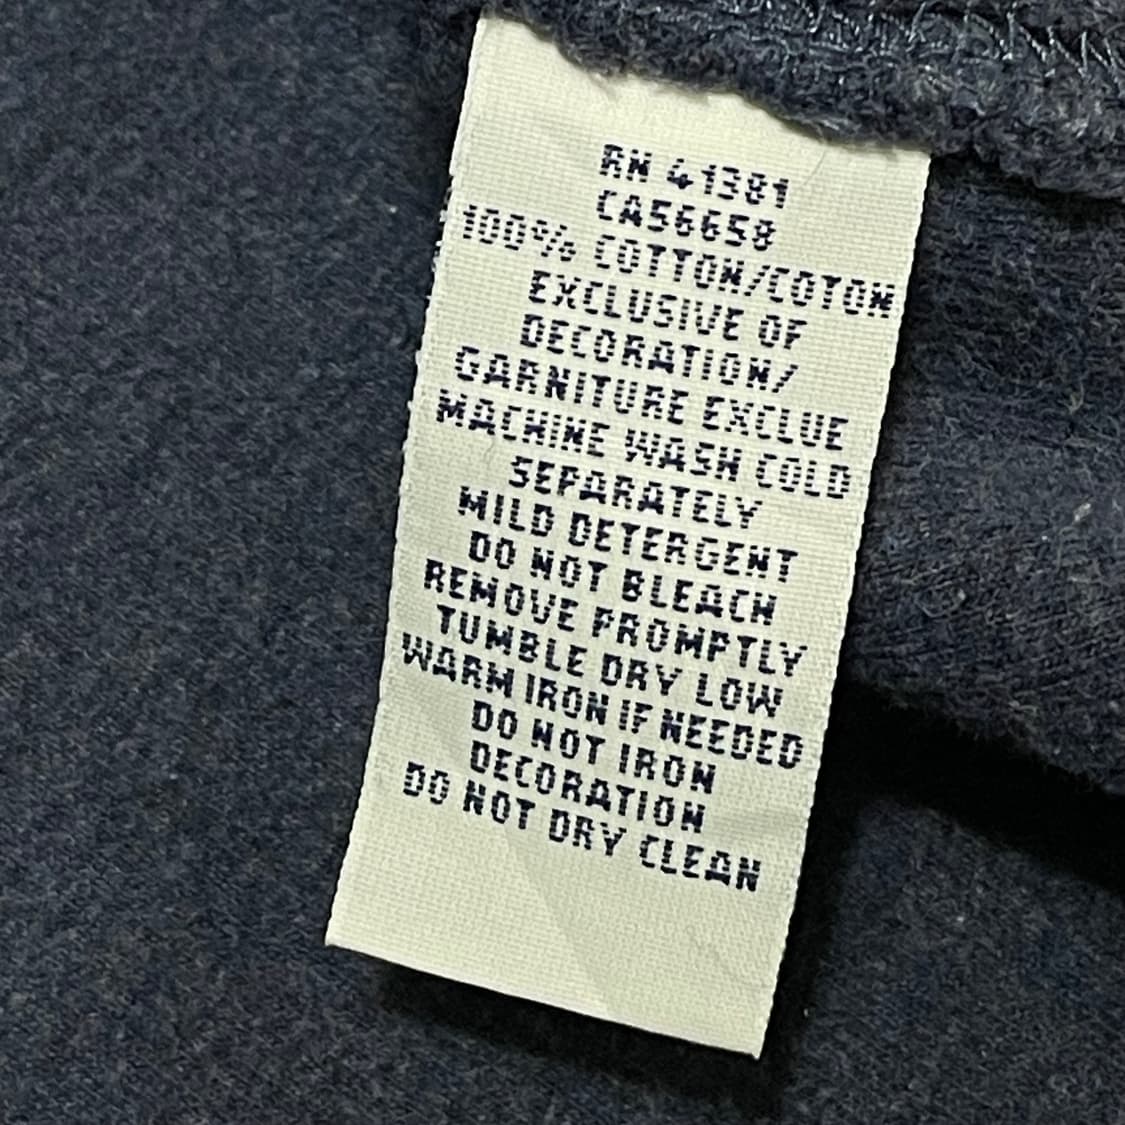 RN 41381
CA56658
100% COTTON/COTON
EXCLUSIVE OF
DECORATION/
GARNITURE EXCLUE
MACHINE WASH COLD
SEPARATELY
MILD DETERGENT
DO NOT BLEACH
REMOVE PROMPTLY
TUMBLE DRY LOW
WARM IRON IF NEEDED
DO NOT IRON
DECORATION
DO NOT DRY CLEAN